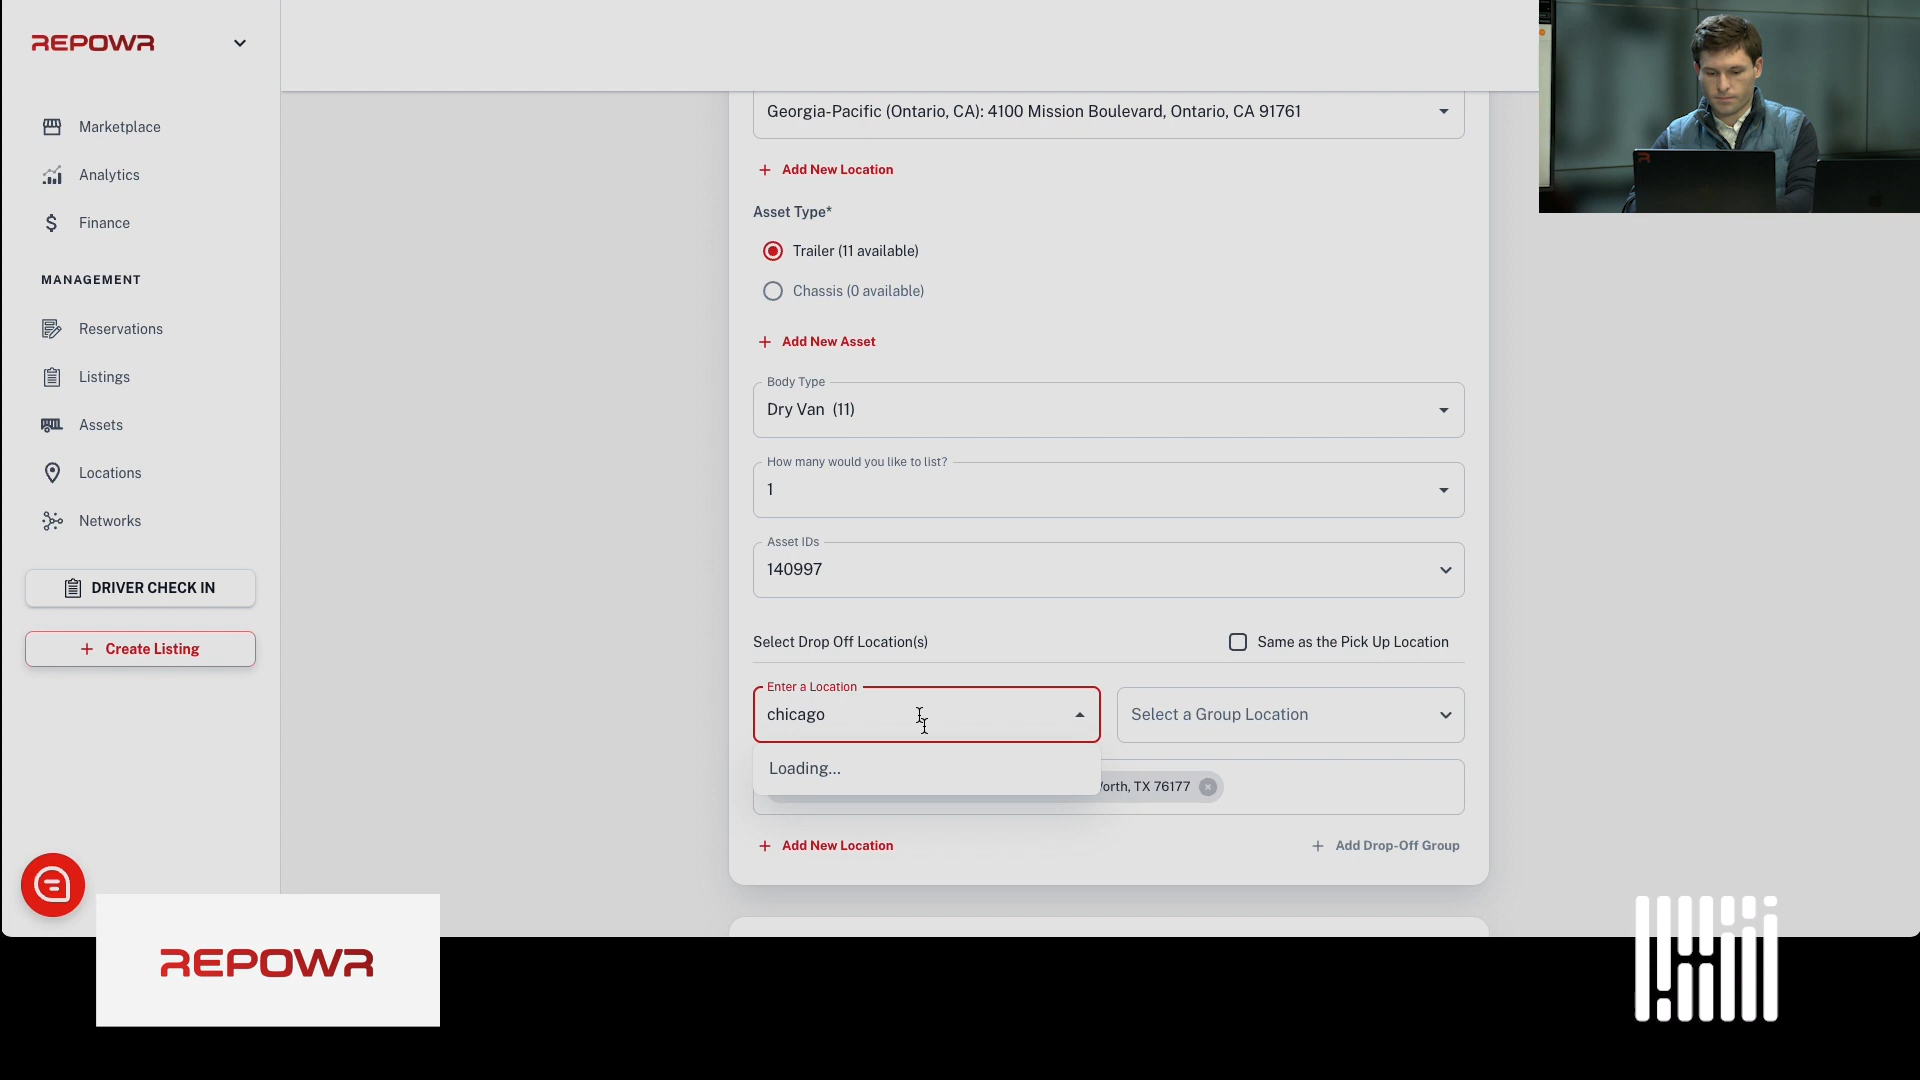 REPOWR
Marketplace
Analytics
Finance
MANAGEMENT
Reservations
Listings
Assets
Locations
Networks
DRIVER CHECK IN
+ Create Listing
Georgia-Pacific (Ontario, CA): 4100 Mission Boulevard, Ontario, CA 91761
+ Add New Location
Asset Type*
Trailer (11 available)
Chassis (0 available)
+ Add New Asset
Body Type
Dry Van (11)
How many would you like to list?
1
Asset IDs
140997
Select Drop Off Location(s)
Same as the Pick Up Location
Enter a Location
chicago
Select a Group Location
Loading...
TX 76177
+ Add New Location
+ Add Drop-Off Group
REPOWR